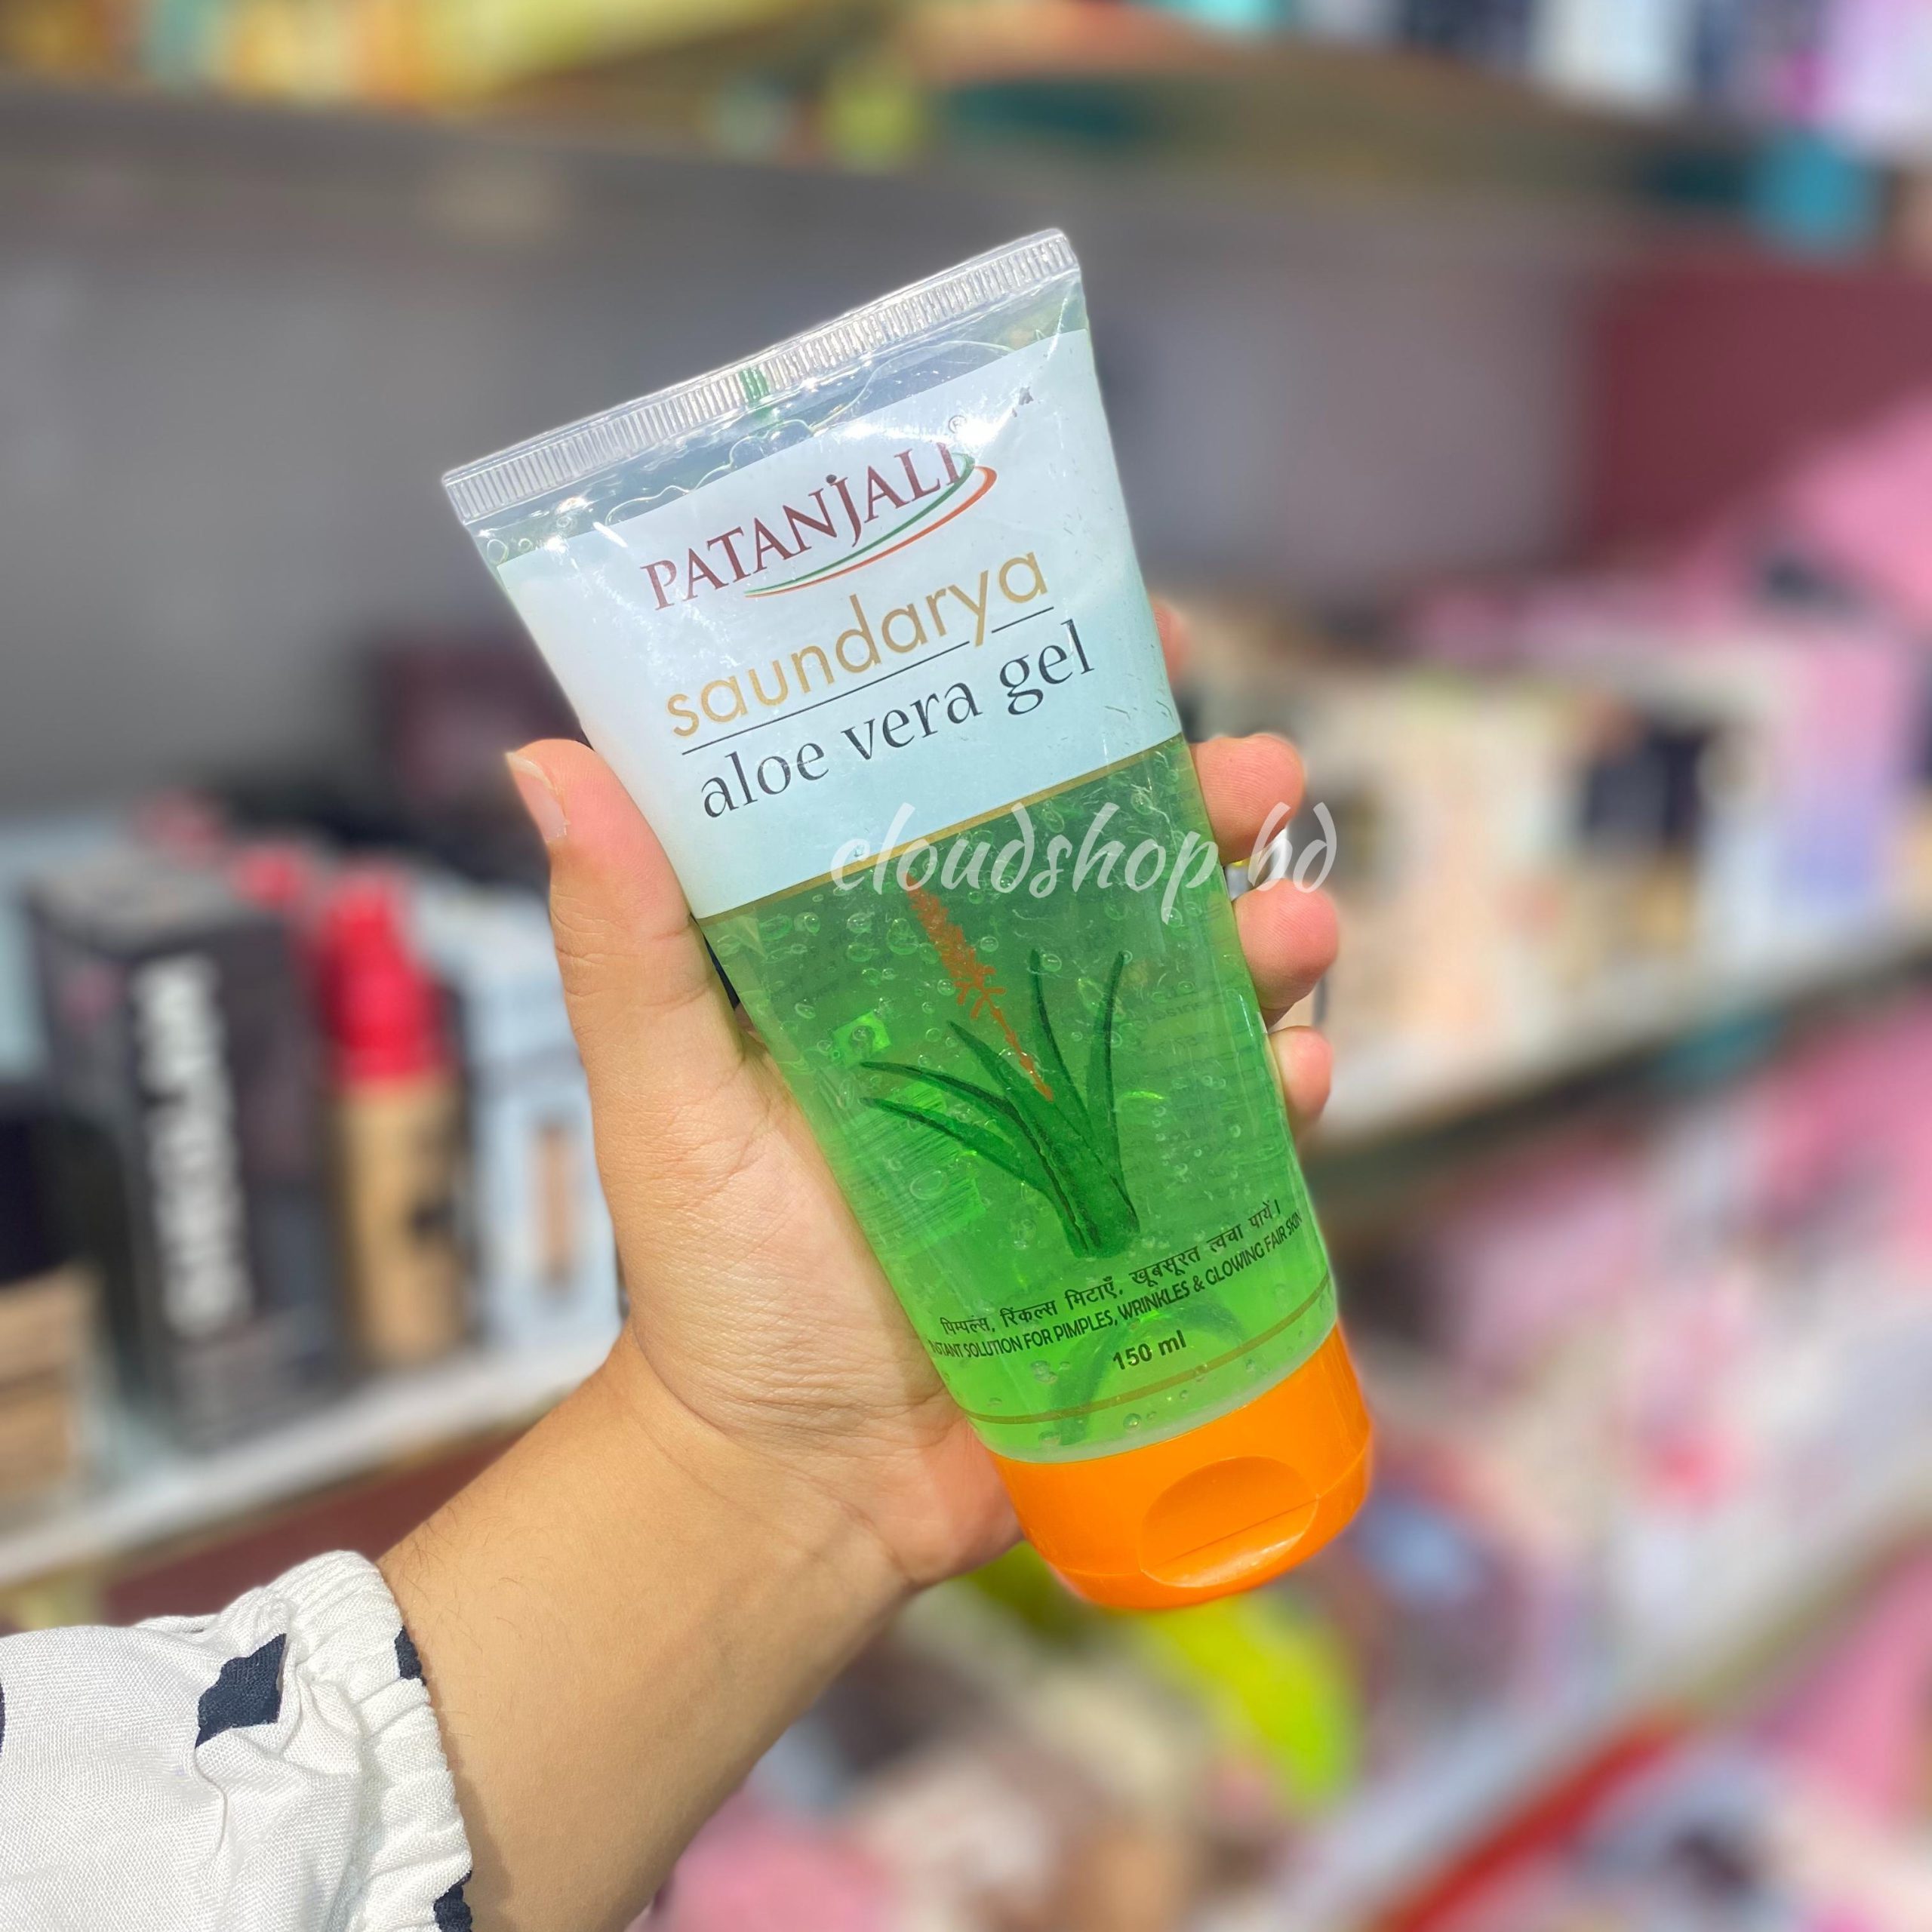 PATANJALI®
saundarya
aloe vera gel
cloudshop.bd
पिम्पल्स, रिंकल्स मिटाएँ, खूबसूरत त्वचा पायें।
INSTANT SOLUTION FOR PIMPLES, WRINKLES & GLOWING FAIR SKIN
150 ml